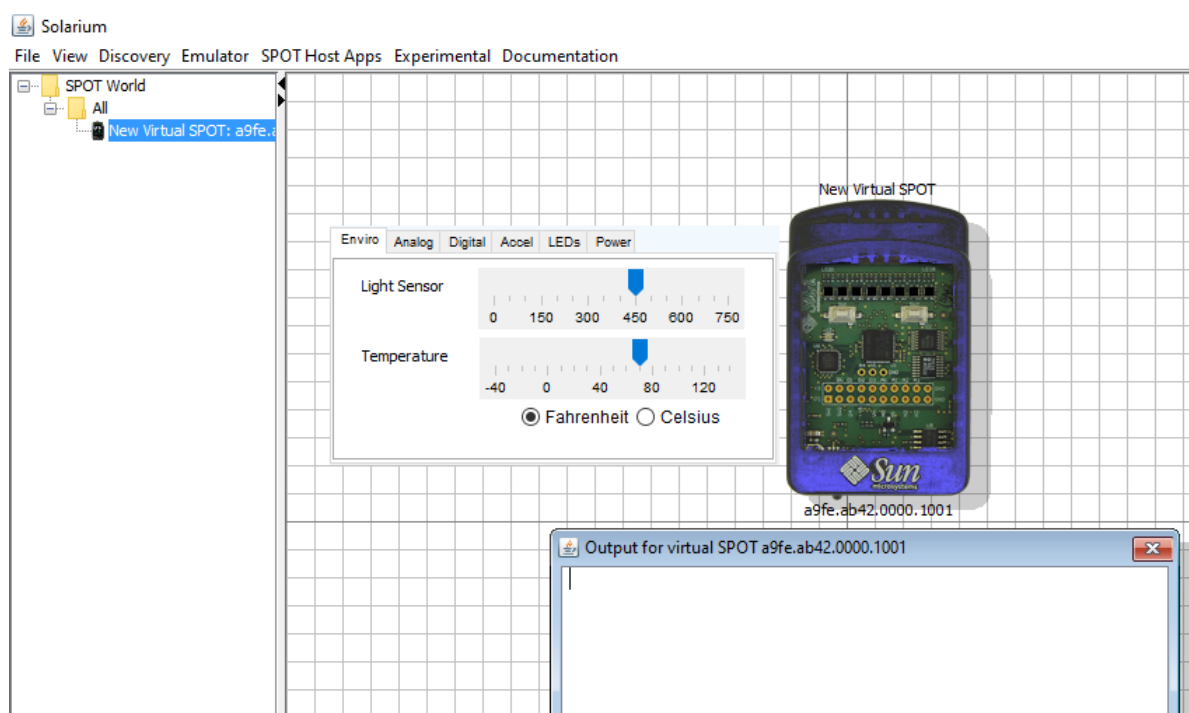 Solarium
File View Discovery Emulator SPOT Host Apps Experimental Documentation
SPOT World
All
New Virtual SPOT: a9fe.a
New Virtual SPOT
Enviro Analog Digital Accel LEDs Power
Light Sensor
0 150 300 450 600 750
Temperature
-40 0 40 80 120
Fahrenheit Celsius
Sun
microsystems
a9fe.ab42.0000.1001
Output for virtual SPOT a9fe.ab42.0000.1001